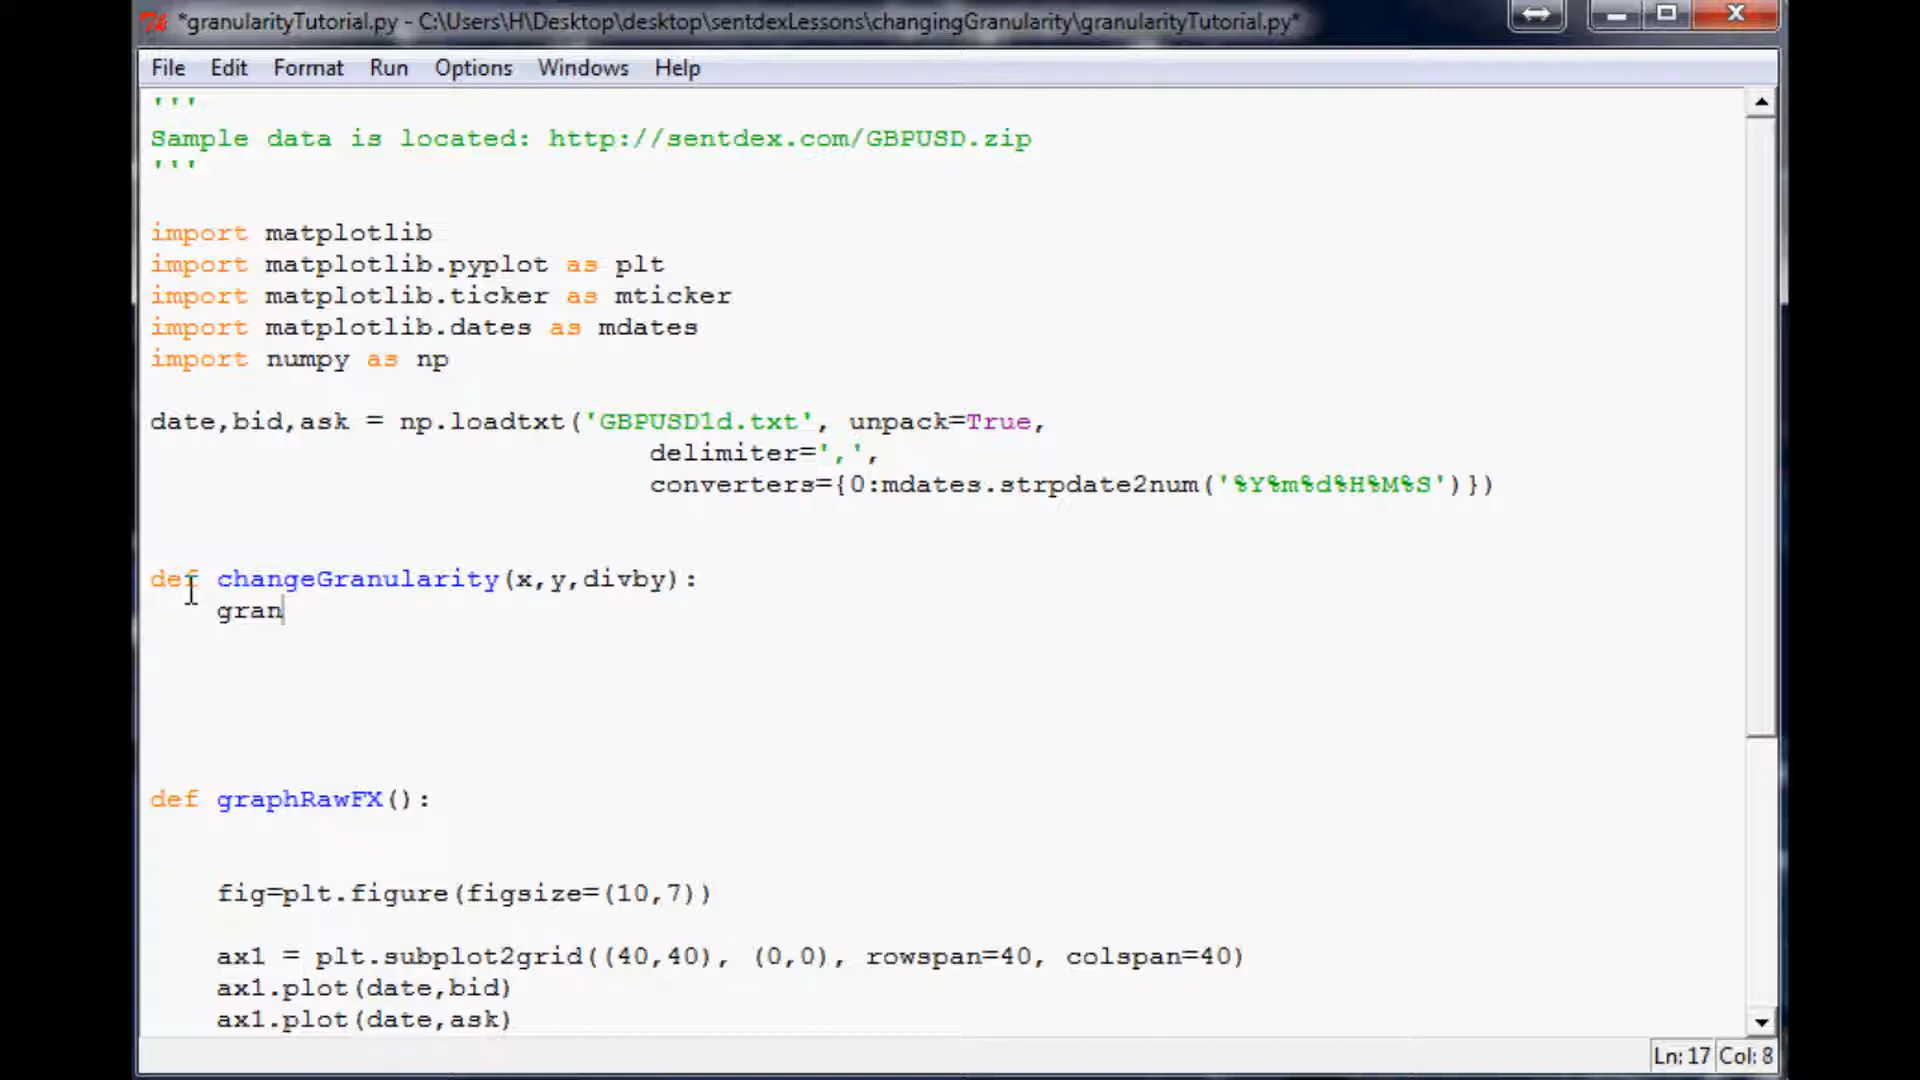 *granularityTutorial.py - C:\Users\H\Desktop\desktop\sentdexLessons\changingGranularity\granularityTutorial.py*
File Edit Format Run Options Windows Help
'''
Sample data is located: http://sentdex.com/GBPUSD.zip
'''
import matplotlib
import matplotlib.pyplot as plt
import matplotlib.ticker as mticker
import matplotlib.dates as mdates
import numpy as np
date,bid,ask = np.loadtxt('GBPUSD1d.txt', unpack=True,
delimiter=',',
converters={0:mdates.strpdate2num('%Y%m%d%H%M%S')})
def changeGranularity(x,y,divby):
gran
def graphRawFX():
fig=plt.figure(figsize=(10,7))
ax1 = plt.subplot2grid((40,40), (0,0), rowspan=40, colspan=40)
ax1.plot(date,bid)
ax1.plot(date,ask)
Ln: 17 Col: 8